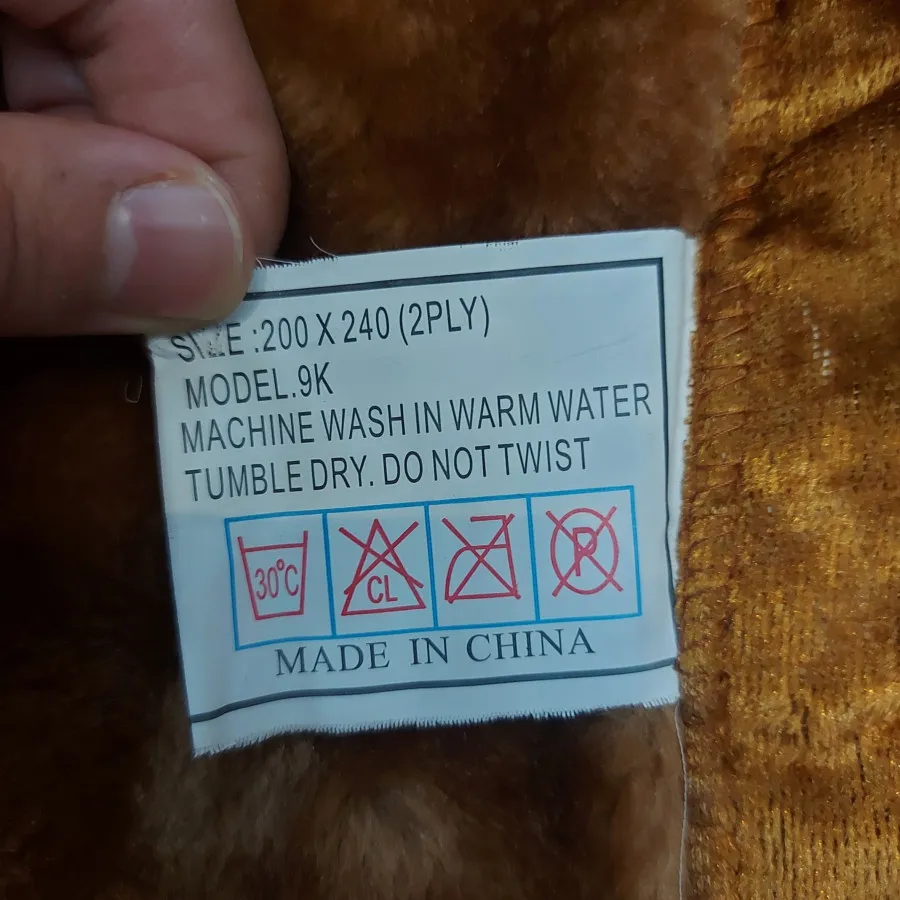 SIZE :200 X 240 (2PLY)
MODEL.9K
MACHINE WASH IN WARM WATER
TUMBLE DRY. DO NOT TWIST
30°C CL P
MADE IN CHINA